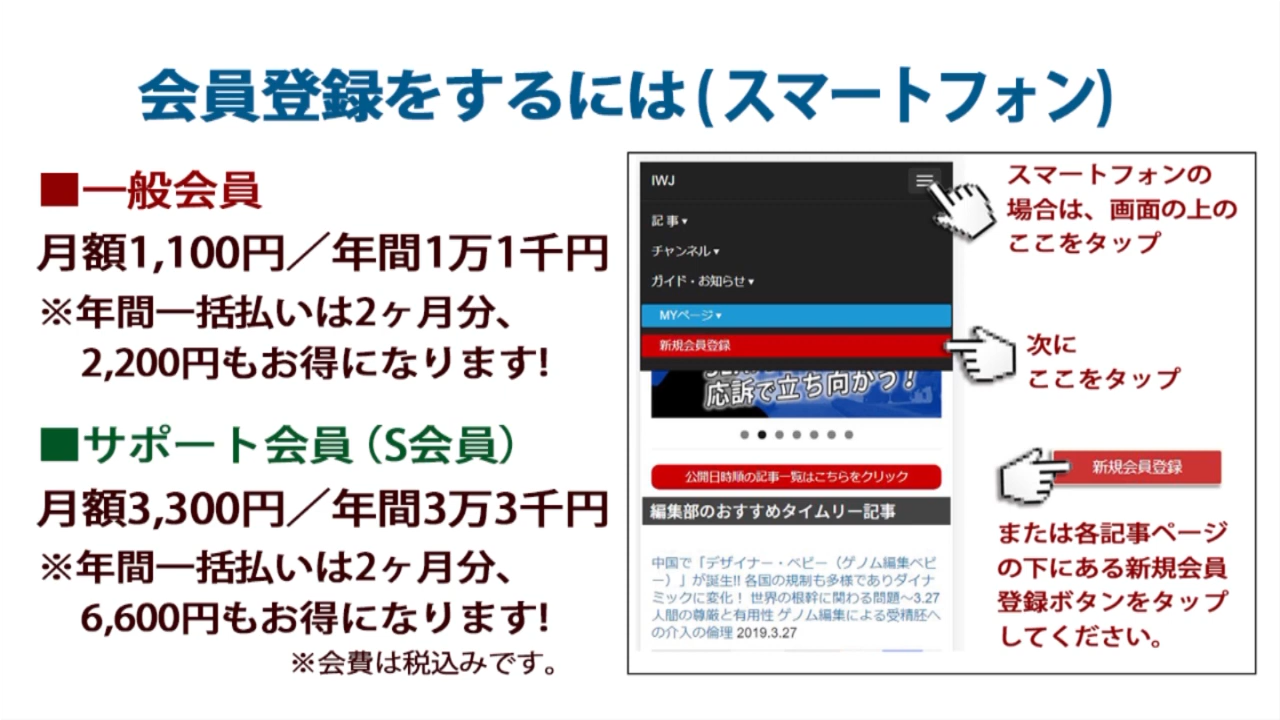 会員登録をするには(スマートフォン)
■一般会員
月額1,100円／年間1万1千円
※年間一括払いは2ヶ月分、
2,200円もお得になります!
■サポート会員（S会員）
月額3,300円／年間3万3千円
※年間一括払いは2ヶ月分、
6,600円もお得になります!
※会費は税込みです。
IWJ
記事▾
チャンネル▾
ガイド・お知らせ▾
MYページ▾
新規会員登録
応訴で立ち向かう！
公開日時順の記事一覧はこちらをクリック
編集部のおすすめタイムリー記事
中国で「デザイナー・ベビー（ゲノム編集ベビ
ー）」が誕生!! 各国の規制も多様でありダイナ
ミックに変化！ 世界の根幹に関わる問題～3.27
人間の尊厳と有用性 ゲノム編集による受精胚へ
の介入の倫理 2019.3.27
スマートフォンの
場合は、画面の上の
ここをタップ
次に
ここをタップ
新規会員登録
または各記事ページ
の下にある新規会員
登録ボタンをタップ
してください。